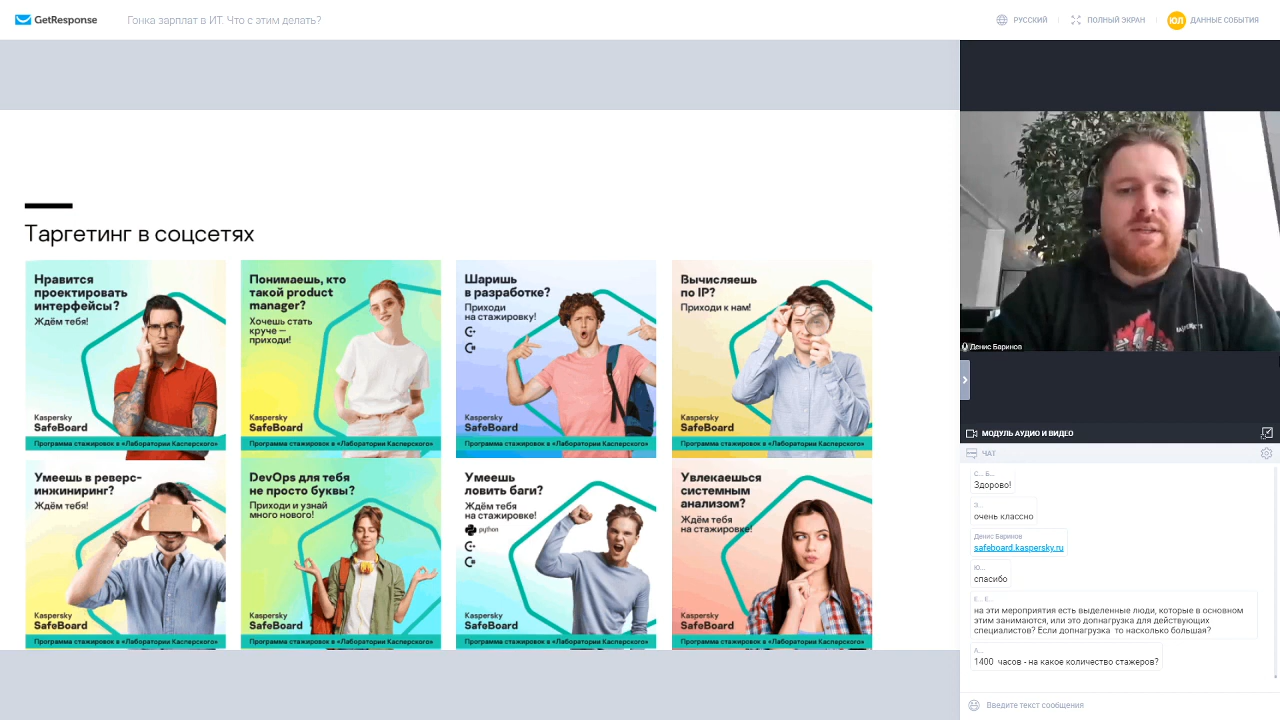 GetResponse
Гонка зарплат в ИТ. Что с этим делать?
РУССКИЙ
ПОЛНЫЙ ЭКРАН
ЮЛ
ДАННЫЕ СОБЫТИЯ
Таргетинг в соцсетях
Нравится
проектировать
интерфейсы?
Ждём тебя!
Kaspersky
SafeBoard
Программа стажировок в «Лаборатории Касперского»
Понимаешь, кто
такой product
manager?
Хочешь стать
круче —
приходи!
Kaspersky
SafeBoard
Программа стажировок в «Лаборатории Касперского»
Шаришь
в разработке?
Приходи
на стажировку!
Kaspersky
SafeBoard
Программа стажировок в «Лаборатории Касперского»
Вычисляешь
по IP?
Приходи к нам!
Kaspersky
SafeBoard
Программа стажировок в «Лаборатории Касперского»
Умеешь в реверс-
инжиниринг?
Ждём тебя!
Kaspersky
SafeBoard
Программа стажировок в «Лаборатории Касперского»
DevOps для тебя
не просто буквы?
Приходи и узнай
много нового!
Kaspersky
SafeBoard
Программа стажировок в «Лаборатории Касперского»
Умеешь
ловить баги?
Ждём тебя
на стажировке!
python
Kaspersky
SafeBoard
Программа стажировок в «Лаборатории Касперского»
Увлекаешься
системным
анализом?
Ждём тебя
на стажировке!
Kaspersky
SafeBoard
Программа стажировок в «Лаборатории Касперского»
Денис Баринов
МОДУЛЬ АУДИО И ВИДЕО
ЧАТ
С... Б...
Здорово!
З...
очень классно
Денис Баринов
safeboard.kaspersky.ru
Ю...
спасибо
Е... Е...
на эти мероприятия есть выделенные люди, которые в основном
этим занимаются, или это допнагрузка для действующих
специалистов? Если допнагрузка то насколько большая?
А...
1400 часов - на какое количество стажеров?
Введите текст сообщения